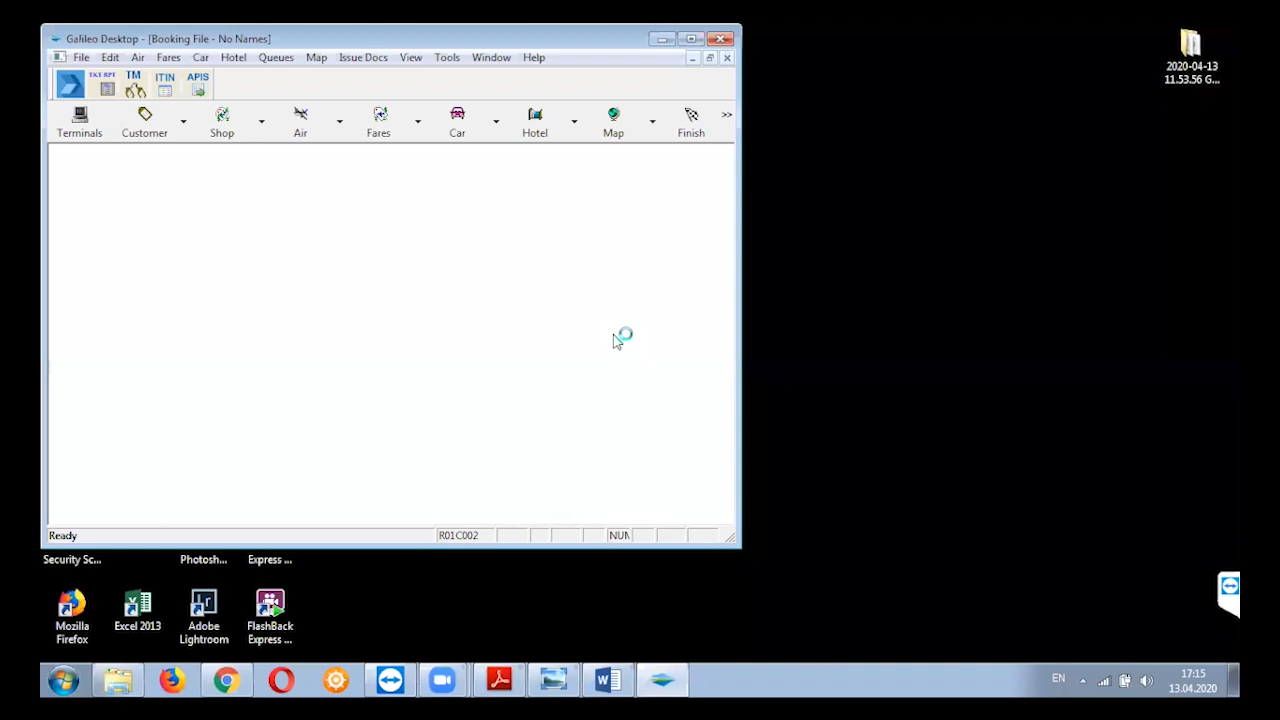 Galileo Desktop - [Booking File - No Names]
File Edit Air Fares Car Hotel Queues Map Issue Docs View Tools Window Help
TKT RPT TM ITIN APIS
Terminals Customer Shop Air Fares Car Hotel Map Finish >>
Ready R01C002 NUM
2020-04-13
11.53.56 G...
Security Sc... Photosh... Express ...
Mozilla
Firefox
Excel 2013
Adobe
Lightroom
FlashBack
Express ...
EN
17:15
13.04.2020